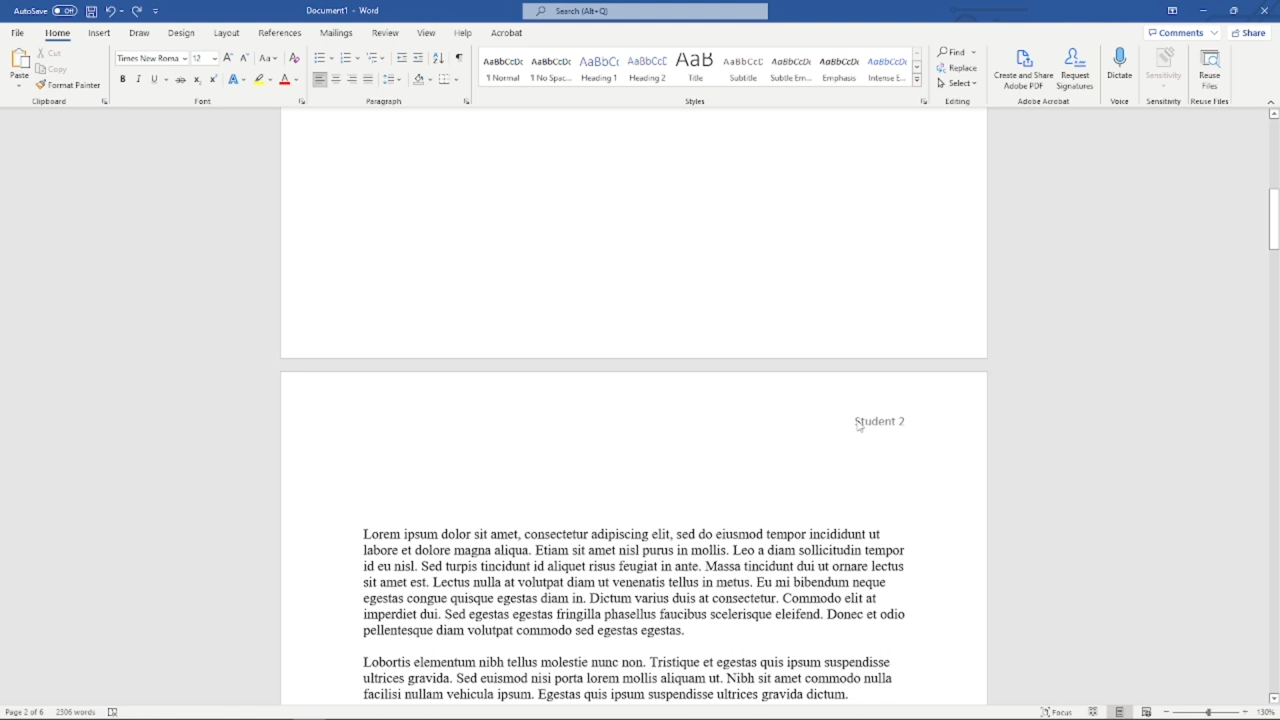 AutoSave Off Document1 - Word Search (Alt+Q)
File Home Insert Draw Design Layout References Mailings Review View Help Acrobat Comments Share
Paste Cut Copy Format Painter Clipboard
Times New Roma 12 Font
Paragraph
AaBbCcDc ¶ Normal AaBbCcDc ¶ No Spac... AaBbCc Heading 1 AaBbCcC Heading 2 AaB Title AaBbCcC Subtitle AaBbCcDc Subtle Em... AaBbCcDc Emphasis AaBbCcDc Intense E...
Styles
Find Replace Select Editing
Create and Share Adobe PDF Request Signatures Adobe Acrobat
Dictate Voice
Sensitivity Sensitivity
Reuse Files Reuse Files
Student 2
Lorem ipsum dolor sit amet, consectetur adipiscing elit, sed do eiusmod tempor incididunt ut
labore et dolore magna aliqua. Etiam sit amet nisl purus in mollis. Leo a diam sollicitudin tempor
id eu nisl. Sed turpis tincidunt id aliquet risus feugiat in ante. Massa tincidunt dui ut ornare lectus
sit amet est. Lectus nulla at volutpat diam ut venenatis tellus in metus. Eu mi bibendum neque
egestas congue quisque egestas diam in. Dictum varius duis at consectetur. Commodo elit at
imperdiet dui. Sed egestas egestas fringilla phasellus faucibus scelerisque eleifend. Donec et odio
pellentesque diam volutpat commodo sed egestas egestas.
Lobortis elementum nibh tellus molestie nunc non. Tristique et egestas quis ipsum suspendisse
ultrices gravida. Sed euismod nisi porta lorem mollis aliquam ut. Nibh sit amet commodo nulla
facilisi nullam vehicula ipsum. Egestas quis ipsum suspendisse ultrices gravida dictum.
Page 2 of 6 2306 words Focus 130%